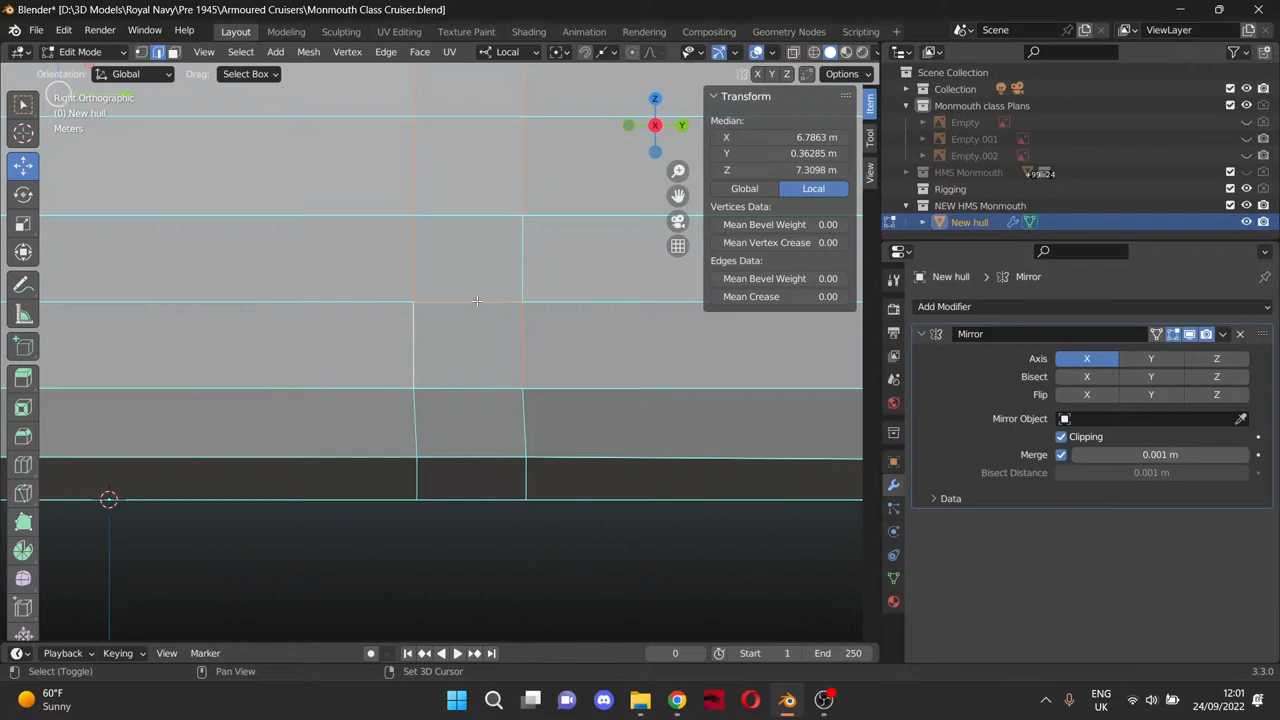 Blender* [D:\3D Models\Royal Navy\Pre 1945\Armoured Cruisers\Monmouth Class Cruiser.blend]
File Edit Render Window Help Layout Modeling Sculpting UV Editing Texture Paint Shading Animation Rendering Compositing Geometry Nodes Scripting Scene ViewLayer
Edit Mode View Select Add Mesh Vertex Edge Face UV Local
Orientation: Global Drag: Select Box X Y Z Options
Right Orthographic
(0) New hull
Meters
Z
X
Y
Transform
Median:
X 6.7863 m
Y 0.36285 m
Z 7.3098 m
Global Local
Vertices Data:
Mean Bevel Weight 0.00
Mean Vertex Crease 0.00
Edges Data:
Mean Bevel Weight 0.00
Mean Crease 0.00
Item
Tool
View
Scene Collection
Collection
Monmouth class Plans
Empty
Empty.001
Empty.002
HMS Monmouth +99 24
Rigging
NEW HMS Monmouth
New hull
New hull Mirror
Add Modifier
Mirror
Axis X Y Z
Bisect X Y Z
Flip X Y Z
Mirror Object
Clipping
Merge 0.001 m
Bisect Distance 0.001 m
Data
Playback Keying View Marker 0 Start 1 End 250
Select (Toggle) Pan View Set 3D Cursor 3.3.0
60°F
Sunny
ENG
UK
12:01
24/09/2022